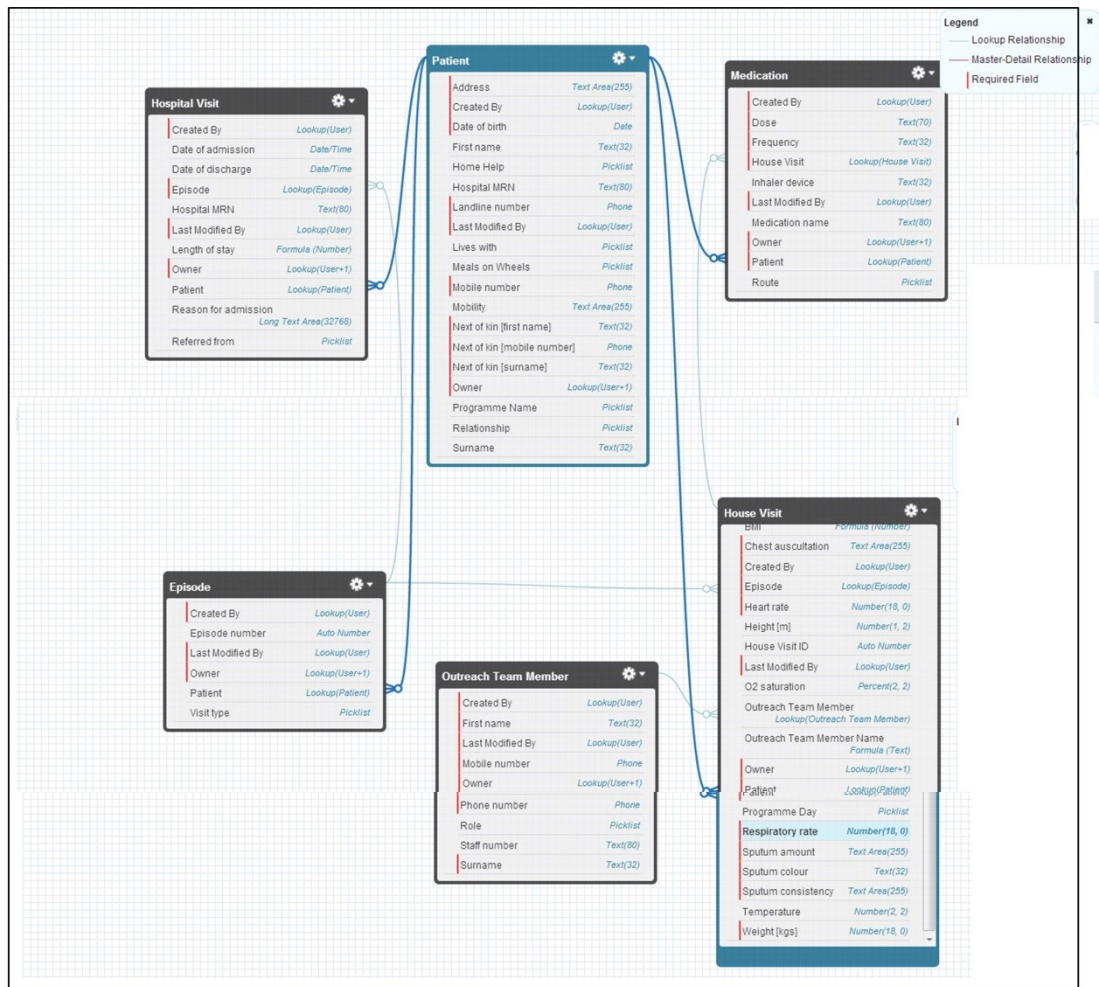 Legend
Lookup Relationship
Master-Detail Relationship
Required Field
Patient
Address Text Area(255)
Created By Lookup(User)
Date of birth Date
First name Text(32)
Home Help Picklist
Hospital MRN Text(80)
Landline number Phone
Last Modified By Lookup(User)
Lives with Picklist
Meals on Wheels Picklist
Mobile number Phone
Mobility Text Area(255)
Next of kin [first name] Text(32)
Next of kin [mobile number] Phone
Next of kin [surname] Text(32)
Owner Lookup(User+1)
Programme Name Picklist
Relationship Picklist
Surname Text(32)
Medication
Created By Lookup(User)
Dose Text(70)
Frequency Text(32)
House Visit Lookup(House Visit)
Inhaler device Text(32)
Last Modified By Lookup(User)
Medication name Text(80)
Owner Lookup(User+1)
Patient Lookup(Patient)
Route Picklist
Hospital Visit
Created By Lookup(User)
Date of admission Date/Time
Date of discharge Date/Time
Episode Lookup(Episode)
Hospital MRN Text(80)
Last Modified By Lookup(User)
Length of stay Formula (Number)
Owner Lookup(User+1)
Patient Lookup(Patient)
Reason for admission
Long Text Area(32768)
Referred from Picklist
House Visit
BMI Formula (Number)
Chest auscultation Text Area(255)
Created By Lookup(User)
Episode Lookup(Episode)
Heart rate Number(18, 0)
Height [m] Number(1, 2)
House Visit ID Auto Number
Last Modified By Lookup(User)
O2 saturation Percent(2, 2)
Outreach Team Member
Lookup(Outreach Team Member)
Outreach Team Member Name
Formula (Text)
Owner Lookup(User+1)
Patient Lookup(Patient)
Programme Day Picklist
Respiratory rate Number(18, 0)
Sputum amount Text Area(255)
Sputum colour Text(32)
Sputum consistency Text Area(255)
Temperature Number(2, 2)
Weight [kgs] Number(18, 0)
Episode
Created By Lookup(User)
Episode number Auto Number
Last Modified By Lookup(User)
Owner Lookup(User+1)
Patient Lookup(Patient)
Visit type Picklist
Outreach Team Member
Created By Lookup(User)
First name Text(32)
Last Modified By Lookup(User)
Mobile number Phone
Owner Lookup(User+1)
Phone number Phone
Role Picklist
Staff number Text(80)
Surname Text(32)